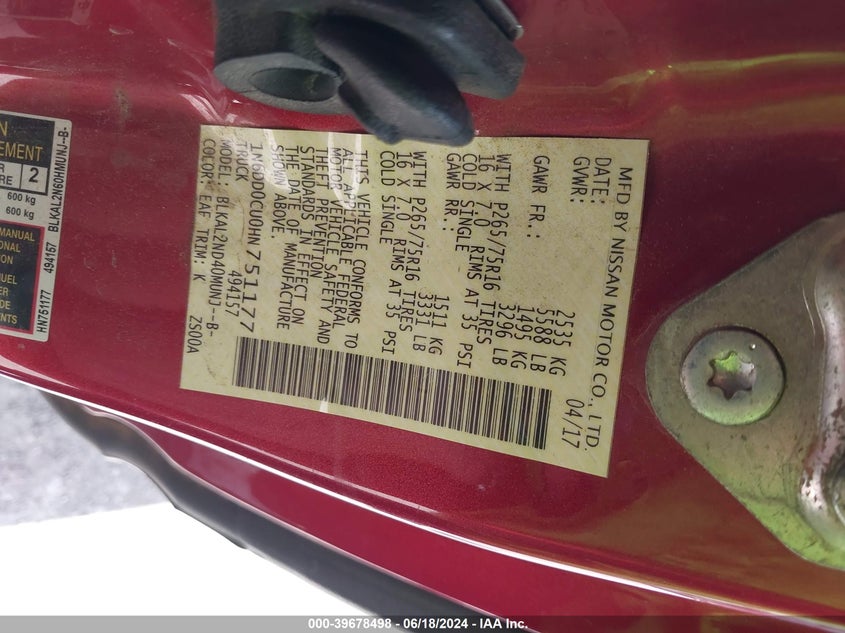 MFD BY NISSAN MOTOR CO., LTD.
DATE: 04/17
GVWR: 2535 KG
5588 LB
GAWR FR.: 1495 KG
3296 LB
WITH P265/75R16 TIRES
16 X 7.0 RIMS AT 35 PSI
COLD SINGLE
GAWR RR.: 1511 KG
3331 LB
WITH P265/75R16 TIRES
16 X 7.0 RIMS AT 35 PSI
COLD SINGLE
THIS VEHICLE CONFORMS TO
ALL APPLICABLE FEDERAL
MOTOR VEHICLE SAFETY AND
THEFT PREVENTION
STANDARDS IN EFFECT ON
THE DATE OF MANUFACTURE
SHOWN ABOVE.
1N6DD0CU0HN751177
TRUCK 494157
MODEL: BLKAL2ND40MUNJ--B-
COLOR: EAF TRIM: K ZS00A
N
EMENT
2
600 kg
600 kg
BLKAL2N60HMUNJ-B-
494157
MANUAL
HN751177
000-39678498 - 06/18/2024 - IAA Inc.